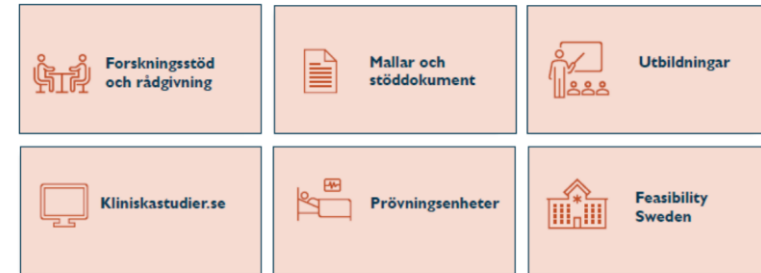 Forskningsstöd
och rådgivning
Mallar och
stöddokument
Utbildningar
Kliniskastudier.se
Prövningsenheter
Feasibility
Sweden